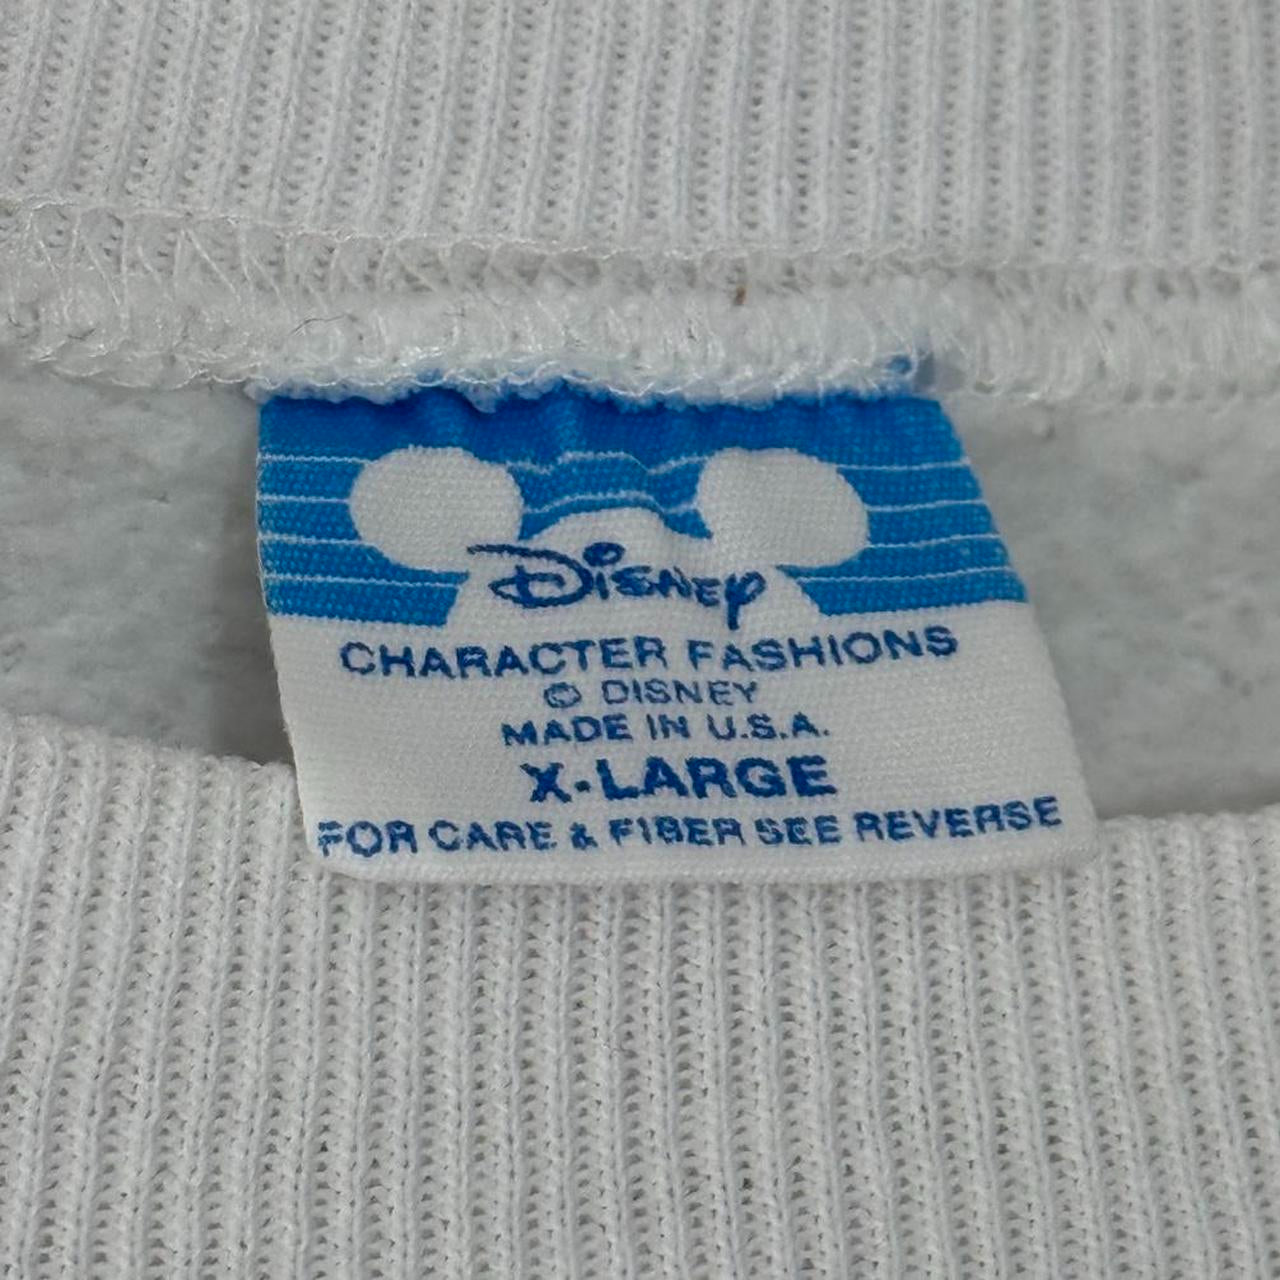 Disney
CHARACTER FASHIONS
© DISNEY
MADE IN U.S.A.
X-LARGE
FOR CARE & FIBER SEE REVERSE